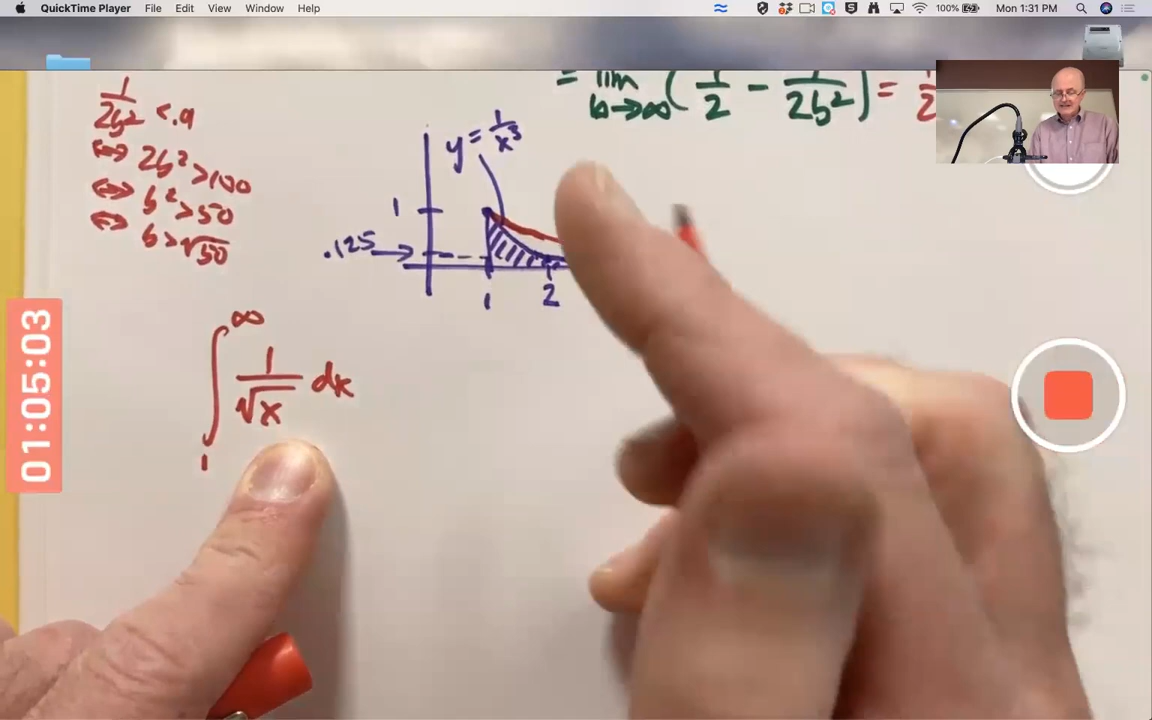 QuickTime Player File Edit View Window Help 100% Mon 1:31 PM
= lim b→∞ (1/2 - 1/2b²) =
1/2b² < .9
⇔ 2b² > 100
⇔ b² > 50
⇔ b > √50
y = 1/x³
1
.125 →
1 2
∫₁^∞ 1/√x dx
01:05:03